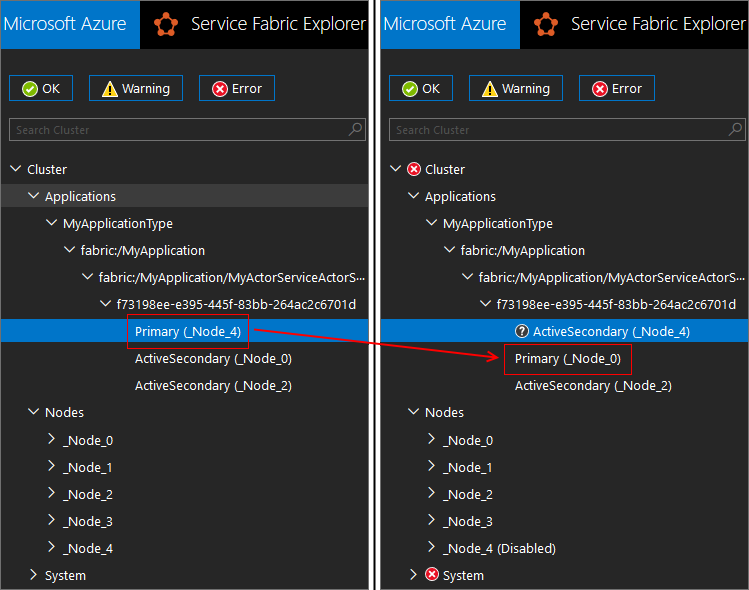 Microsoft Azure
Service Fabric Explorer
OK
Warning
Error
Search Cluster
Cluster
Applications
MyApplicationType
fabric:/MyApplication
fabric:/MyApplication/MyActorServiceActorS...
f73198ee-e395-445f-83bb-264ac2c6701d
Primary (_Node_4)
ActiveSecondary (_Node_0)
ActiveSecondary (_Node_2)
Nodes
_Node_0
_Node_1
_Node_2
_Node_3
_Node_4
System
Microsoft Azure
Service Fabric Explorer
OK
Warning
Error
Search Cluster
Cluster
Applications
MyApplicationType
fabric:/MyApplication
fabric:/MyApplication/MyActorServiceActorS...
f73198ee-e395-445f-83bb-264ac2c6701d
? ActiveSecondary (_Node_4)
Primary (_Node_0)
ActiveSecondary (_Node_2)
Nodes
_Node_0
_Node_1
_Node_2
_Node_3
_Node_4 (Disabled)
System